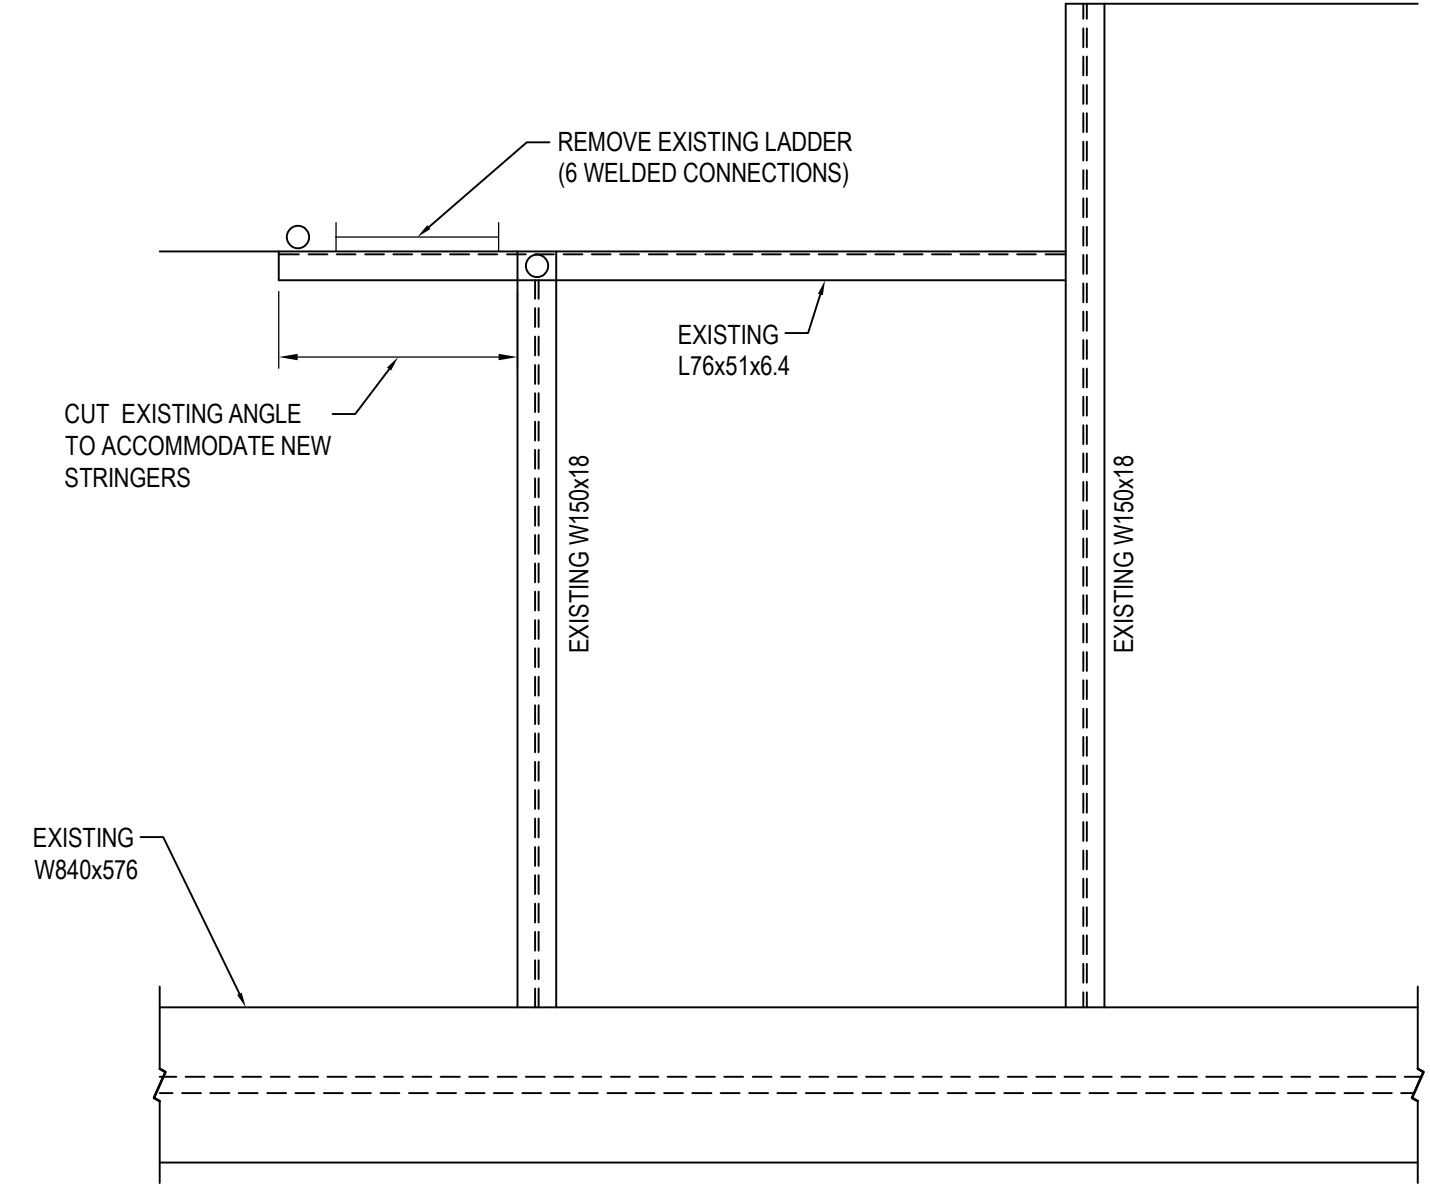 REMOVE EXISTING LADDER
(6 WELDED CONNECTIONS)
EXISTING
L76x51x6.4
CUT EXISTING ANGLE
TO ACCOMMODATE NEW
STRINGERS
EXISTING W150x18
EXISTING W150x18
EXISTING
W840x576